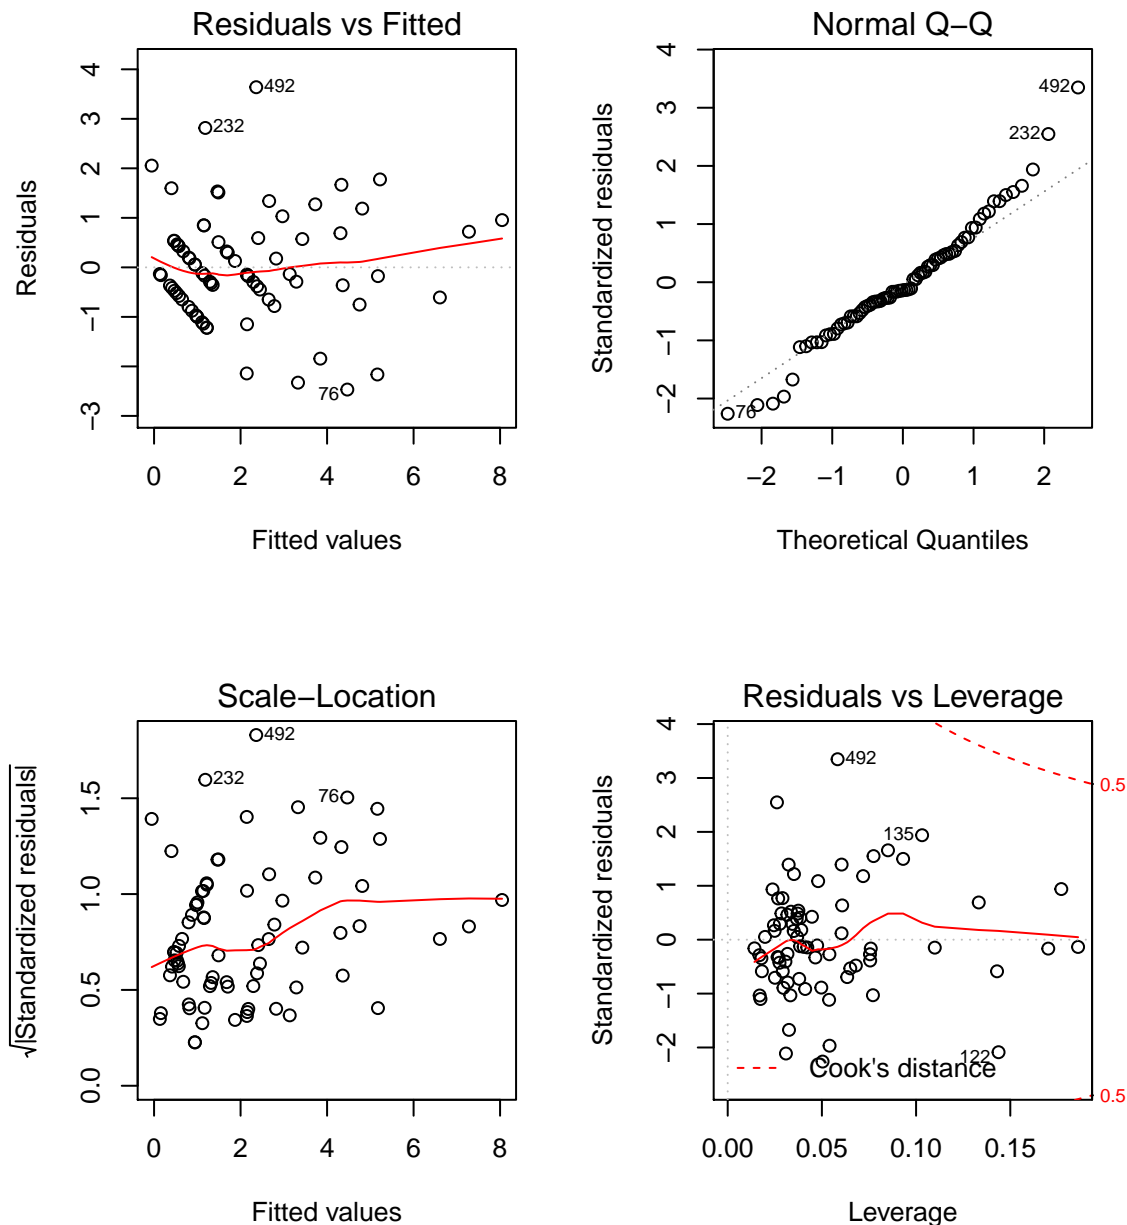 Residuals vs Fitted
4
3
2
1
0
−1
−3
Residuals
492
232
76
0 2 4 6 8
Fitted values
Normal Q−Q
4
3
2
1
0
−1
−2
Standardized residuals
492
232
76
−2 −1 0 1 2
Theoretical Quantiles
Scale−Location
1.5
1.0
0.5
0.0
√|Standardized residuals|
492
232
76
0 2 4 6 8
Fitted values
Residuals vs Leverage
4
3
2
1
0
−1
−2
Standardized residuals
492
135
122
Cook's distance
0.5
0.5
0.00 0.05 0.10 0.15
Leverage